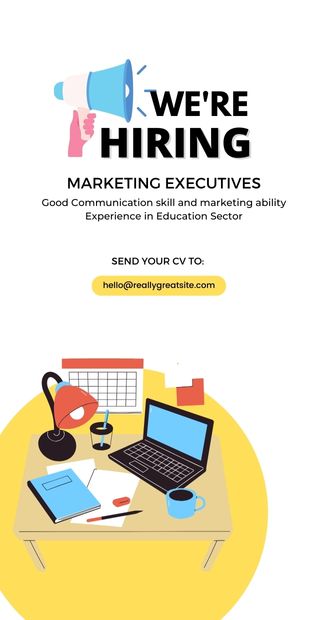 WE'RE
HIRING
MARKETING EXECUTIVES
Good Communication skill and marketing ability
Experience in Education Sector
SEND YOUR CV TO:
hello@reallygreatsite.com